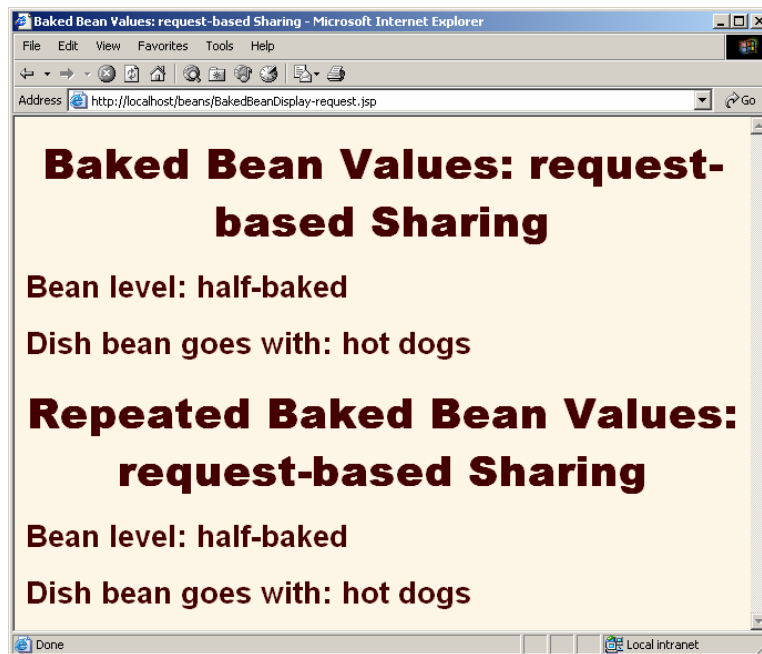 Baked Bean Values: request-based Sharing - Microsoft Internet Explorer
File Edit View Favorites Tools Help
Address http://localhost/beans/BakedBeanDisplay-request.jsp Go
Baked Bean Values: request-
based Sharing
Bean level: half-baked
Dish bean goes with: hot dogs
Repeated Baked Bean Values:
request-based Sharing
Bean level: half-baked
Dish bean goes with: hot dogs
Done Local intranet